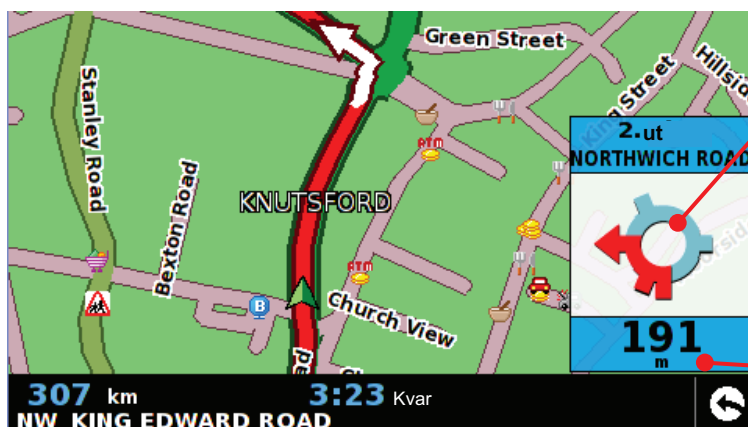 Green Street
Hillside
King Street
Stanley Road
2.ut
NORTHWICH ROAD
ATM
KNUTSFORD
Bexton Road
ATM
B
Church View
191
m
307 km 3:23 Kvar
NW KING EDWARD ROAD